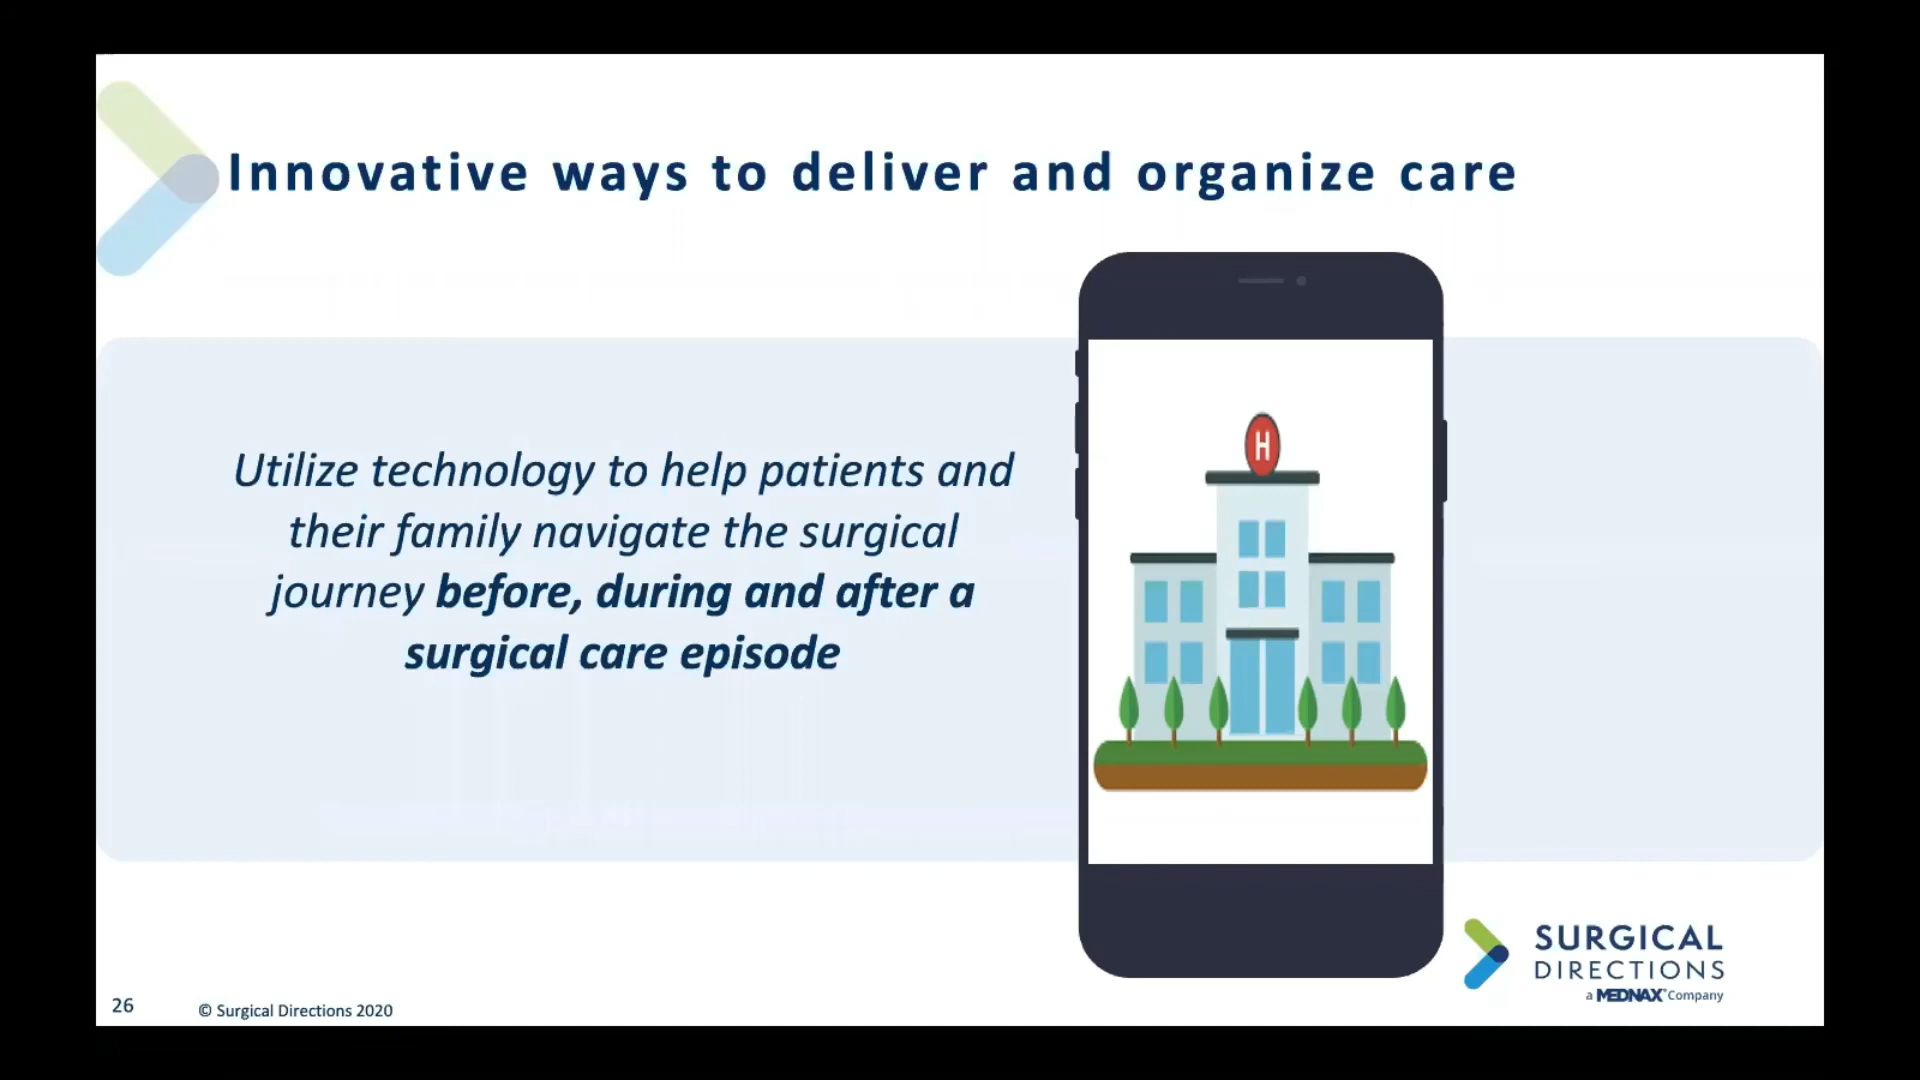 Innovative ways to deliver and organize care
H
Utilize technology to help patients and
their family navigate the surgical
journey before, during and after a
surgical care episode
SURGICAL
DIRECTIONS
a MEDNAX® Company
26
© Surgical Directions 2020